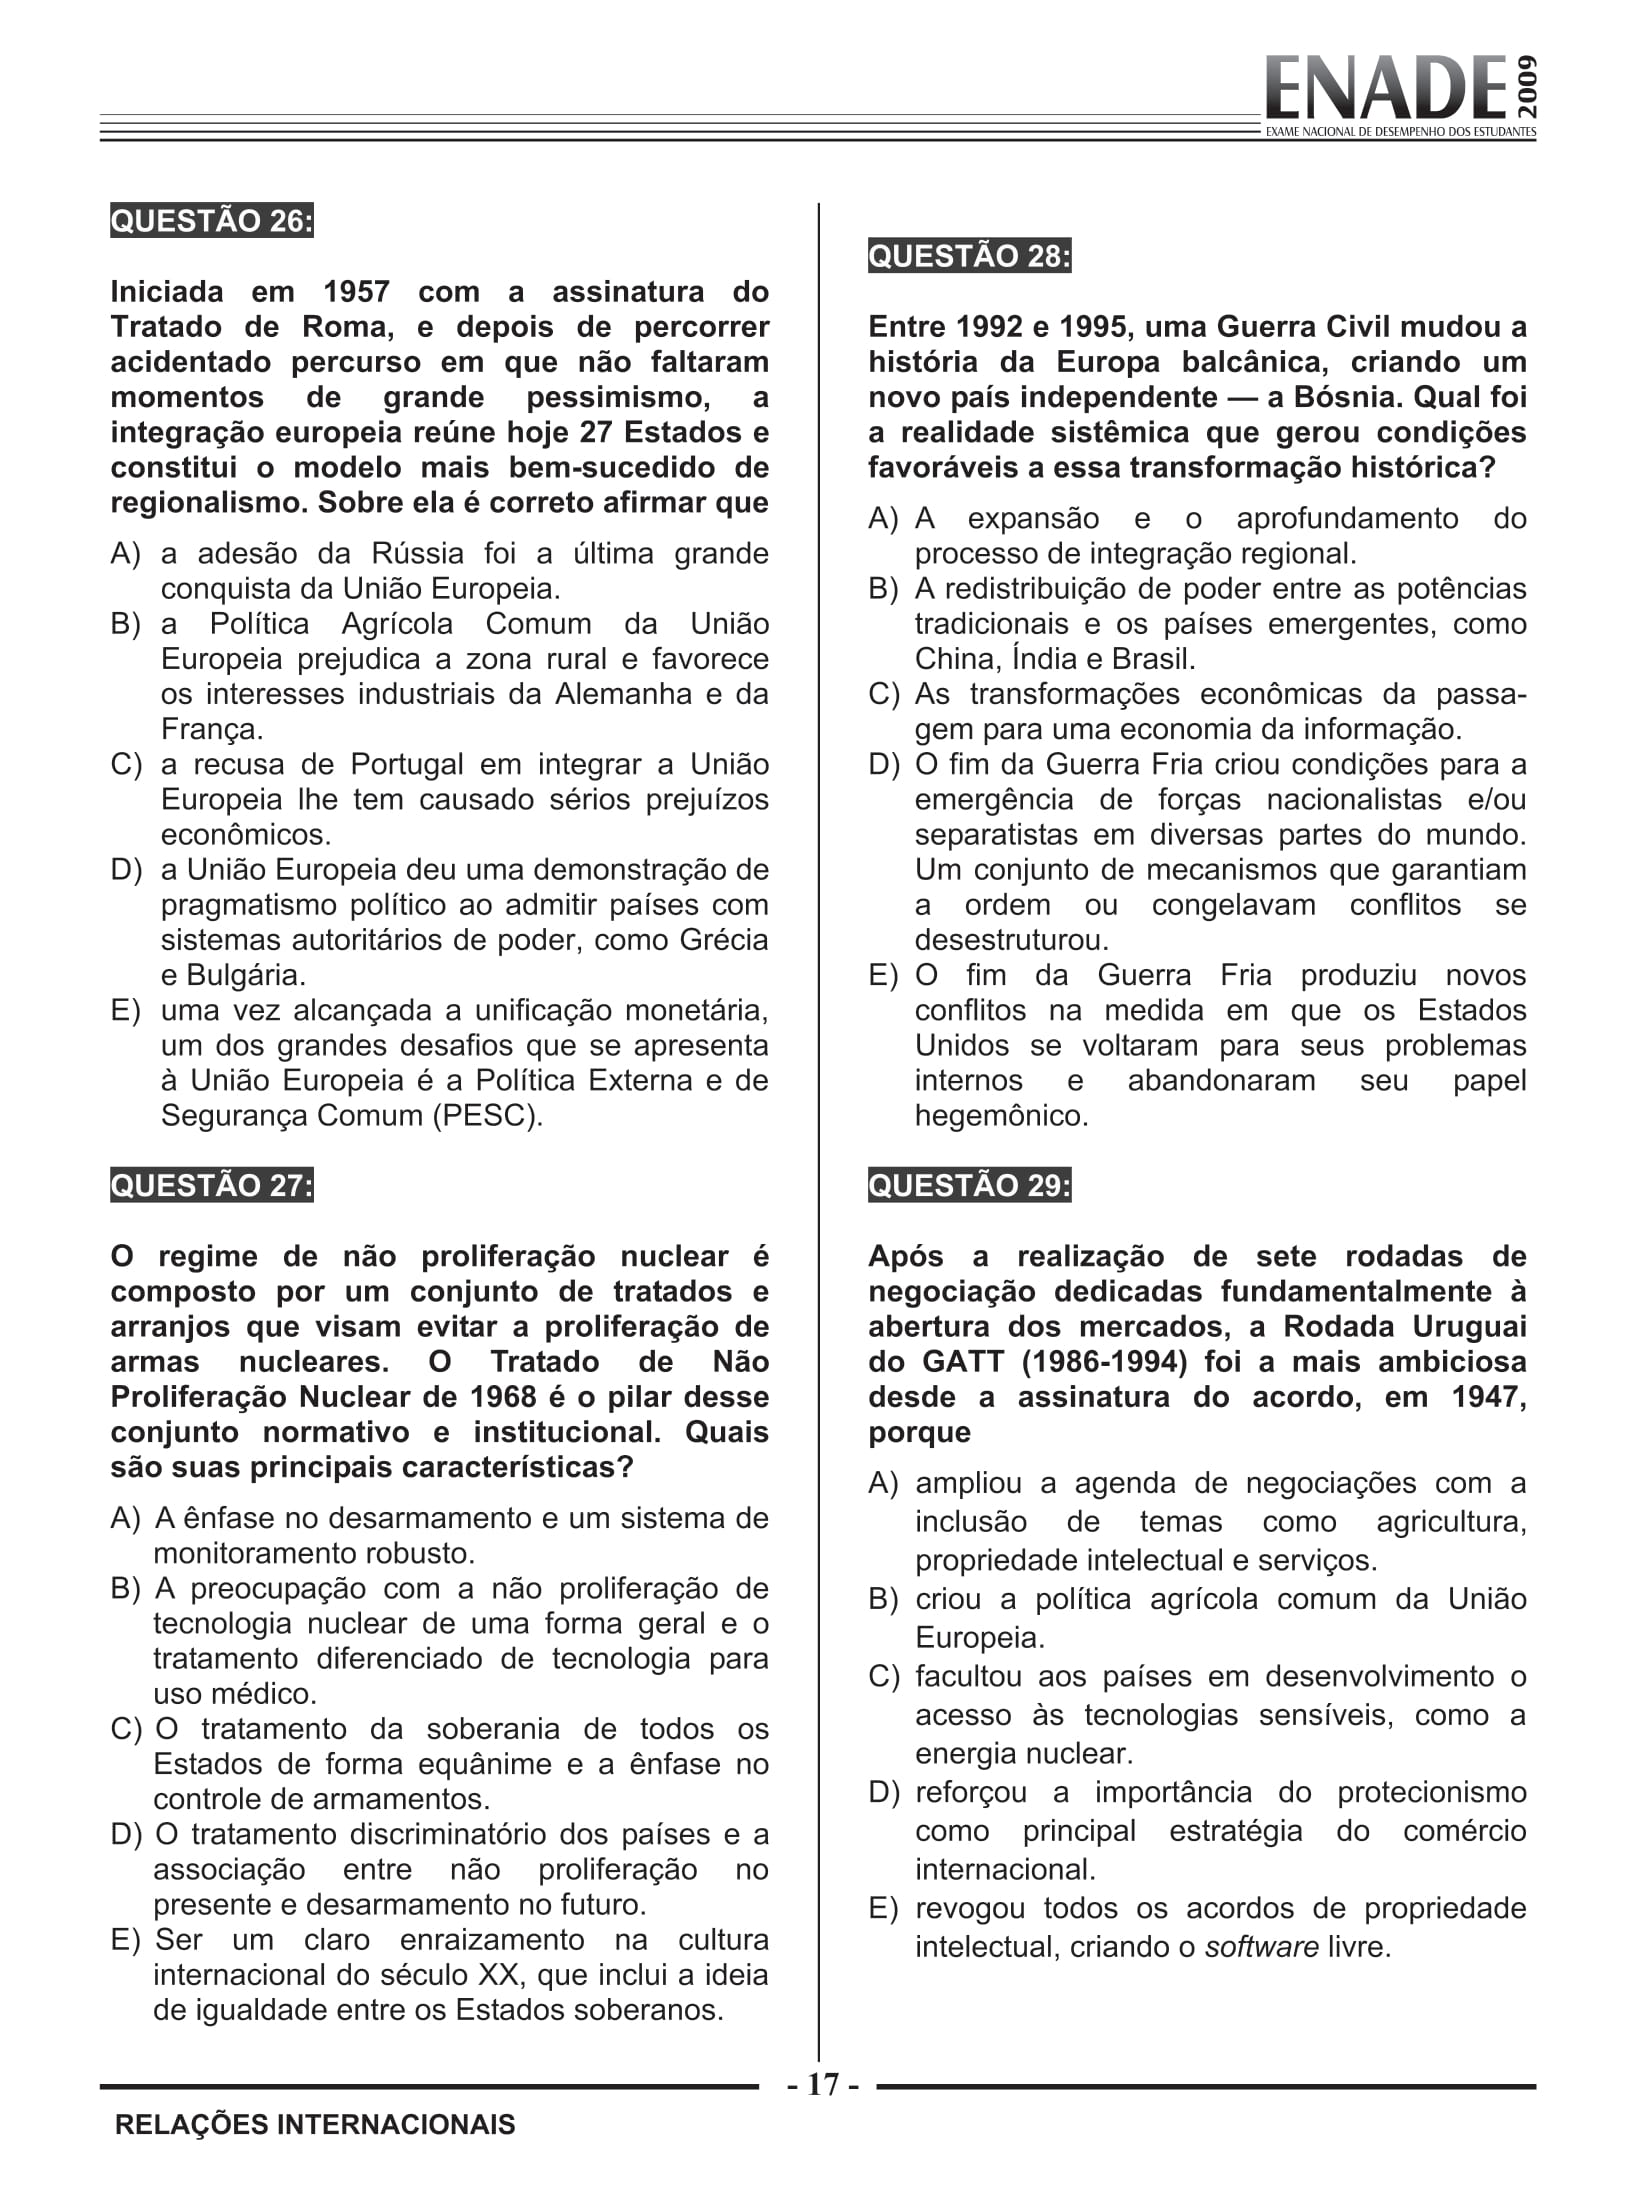 ENADE 2009
EXAME NACIONAL DE DESEMPENHO DOS ESTUDANTES
QUESTÃO 26:
Iniciada em 1957 com a assinatura do
Tratado de Roma, e depois de percorrer
acidentado percurso em que não faltaram
momentos de grande pessimismo, a
integração europeia reúne hoje 27 Estados e
constitui o modelo mais bem-sucedido de
regionalismo. Sobre ela é correto afirmar que
A) a adesão da Rússia foi a última grande
conquista da União Europeia.
B) a Política Agrícola Comum da União
Europeia prejudica a zona rural e favorece
os interesses industriais da Alemanha e da
França.
C) a recusa de Portugal em integrar a União
Europeia lhe tem causado sérios prejuízos
econômicos.
D) a União Europeia deu uma demonstração de
pragmatismo político ao admitir países com
sistemas autoritários de poder, como Grécia
e Bulgária.
E) uma vez alcançada a unificação monetária,
um dos grandes desafios que se apresenta
à União Europeia é a Política Externa e de
Segurança Comum (PESC).
QUESTÃO 27:
O regime de não proliferação nuclear é
composto por um conjunto de tratados e
arranjos que visam evitar a proliferação de
armas nucleares. O Tratado de Não
Proliferação Nuclear de 1968 é o pilar desse
conjunto normativo e institucional. Quais
são suas principais características?
A) A ênfase no desarmamento e um sistema de
monitoramento robusto.
B) A preocupação com a não proliferação de
tecnologia nuclear de uma forma geral e o
tratamento diferenciado de tecnologia para
uso médico.
C) O tratamento da soberania de todos os
Estados de forma equânime e a ênfase no
controle de armamentos.
D) O tratamento discriminatório dos países e a
associação entre não proliferação no
presente e desarmamento no futuro.
E) Ser um claro enraizamento na cultura
internacional do século XX, que inclui a ideia
de igualdade entre os Estados soberanos.
QUESTÃO 28:
Entre 1992 e 1995, uma Guerra Civil mudou a
história da Europa balcânica, criando um
novo país independente — a Bósnia. Qual foi
a realidade sistêmica que gerou condições
favoráveis a essa transformação histórica?
A) A expansão e o aprofundamento do
processo de integração regional.
B) A redistribuição de poder entre as potências
tradicionais e os países emergentes, como
China, Índia e Brasil.
C) As transformações econômicas da passa-
gem para uma economia da informação.
D) O fim da Guerra Fria criou condições para a
emergência de forças nacionalistas e/ou
separatistas em diversas partes do mundo.
Um conjunto de mecanismos que garantiam
a ordem ou congelavam conflitos se
desestruturou.
E) O fim da Guerra Fria produziu novos
conflitos na medida em que os Estados
Unidos se voltaram para seus problemas
internos e abandonaram seu papel
hegemônico.
QUESTÃO 29:
Após a realização de sete rodadas de
negociação dedicadas fundamentalmente à
abertura dos mercados, a Rodada Uruguai
do GATT (1986-1994) foi a mais ambiciosa
desde a assinatura do acordo, em 1947,
porque
A) ampliou a agenda de negociações com a
inclusão de temas como agricultura,
propriedade intelectual e serviços.
B) criou a política agrícola comum da União
Europeia.
C) facultou aos países em desenvolvimento o
acesso às tecnologias sensíveis, como a
energia nuclear.
D) reforçou a importância do protecionismo
como principal estratégia do comércio
internacional.
E) revogou todos os acordos de propriedade
intelectual, criando o software livre.
- 17 -
RELAÇÕES INTERNACIONAIS